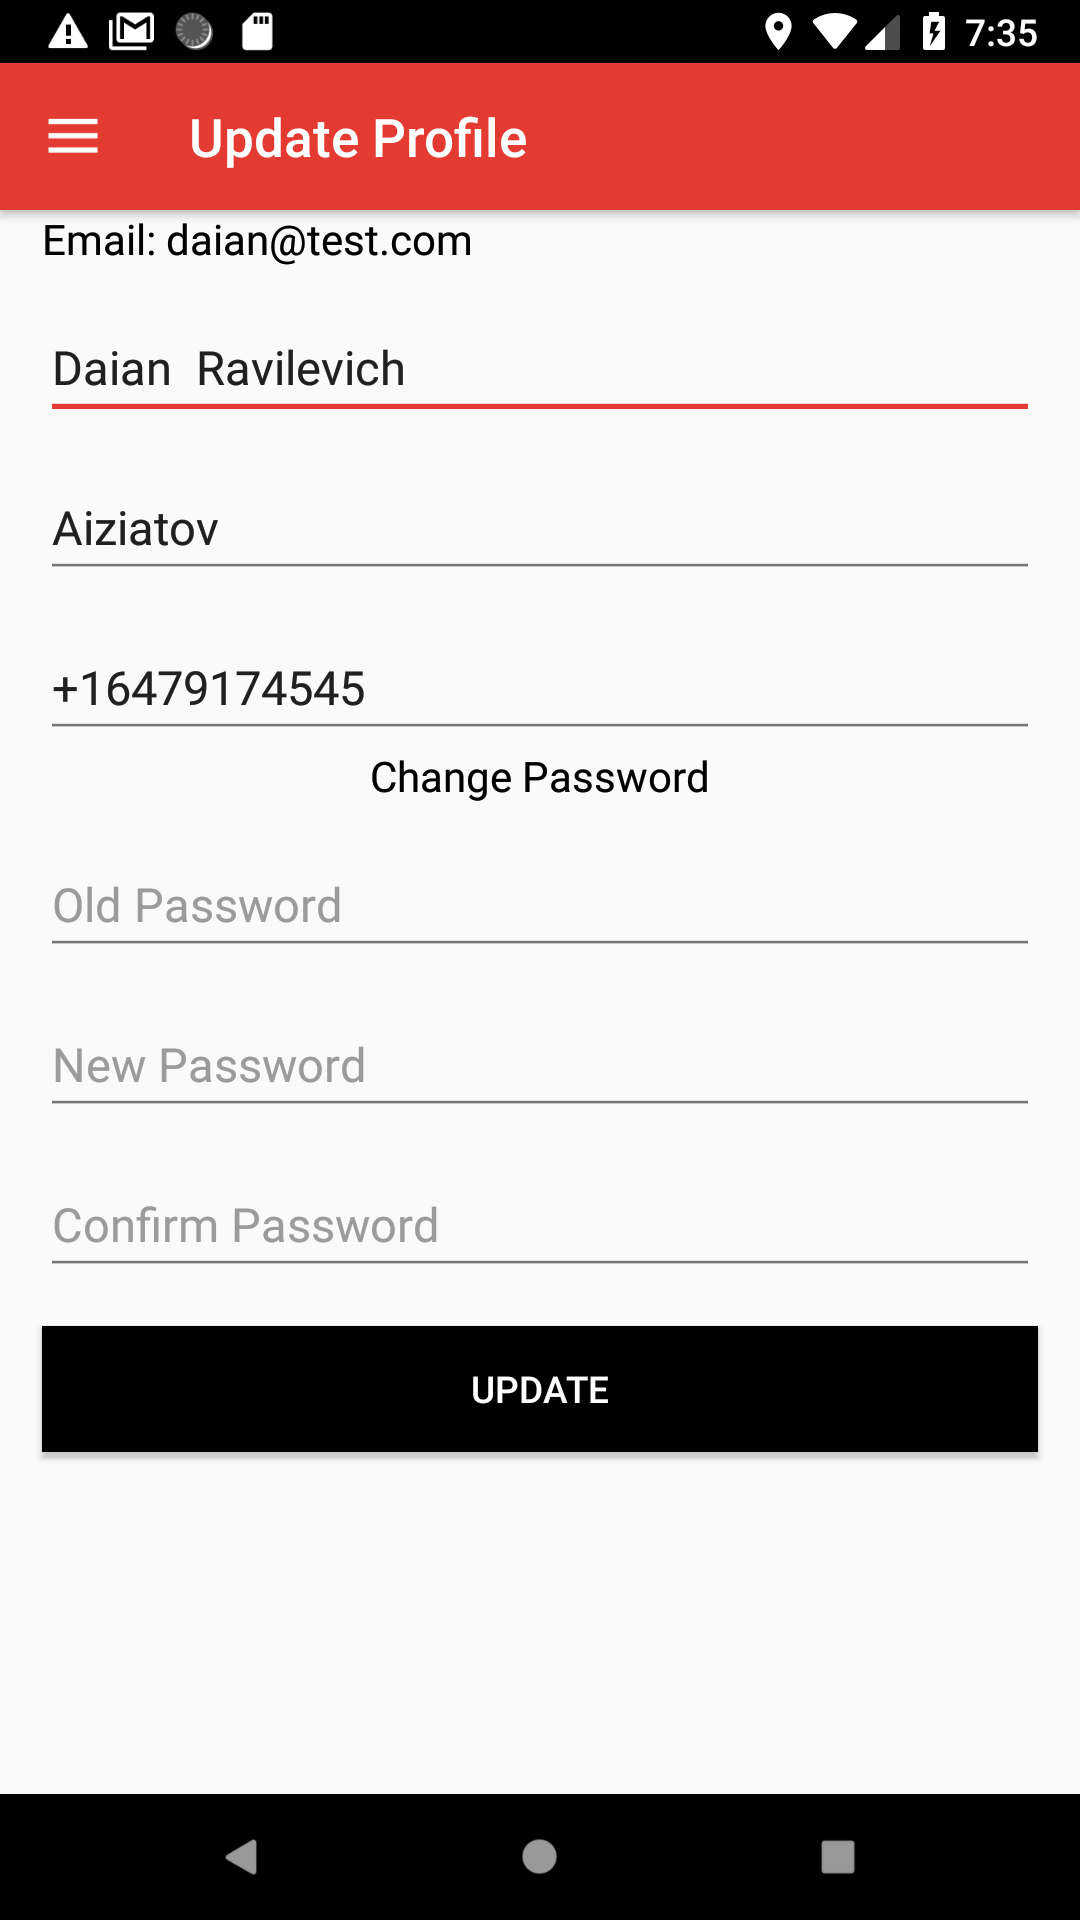 7:35
Update Profile
Email: daian@test.com
Daian  Ravilevich
Aiziatov
+16479174545
Change Password
Old Password
New Password
Confirm Password
UPDATE